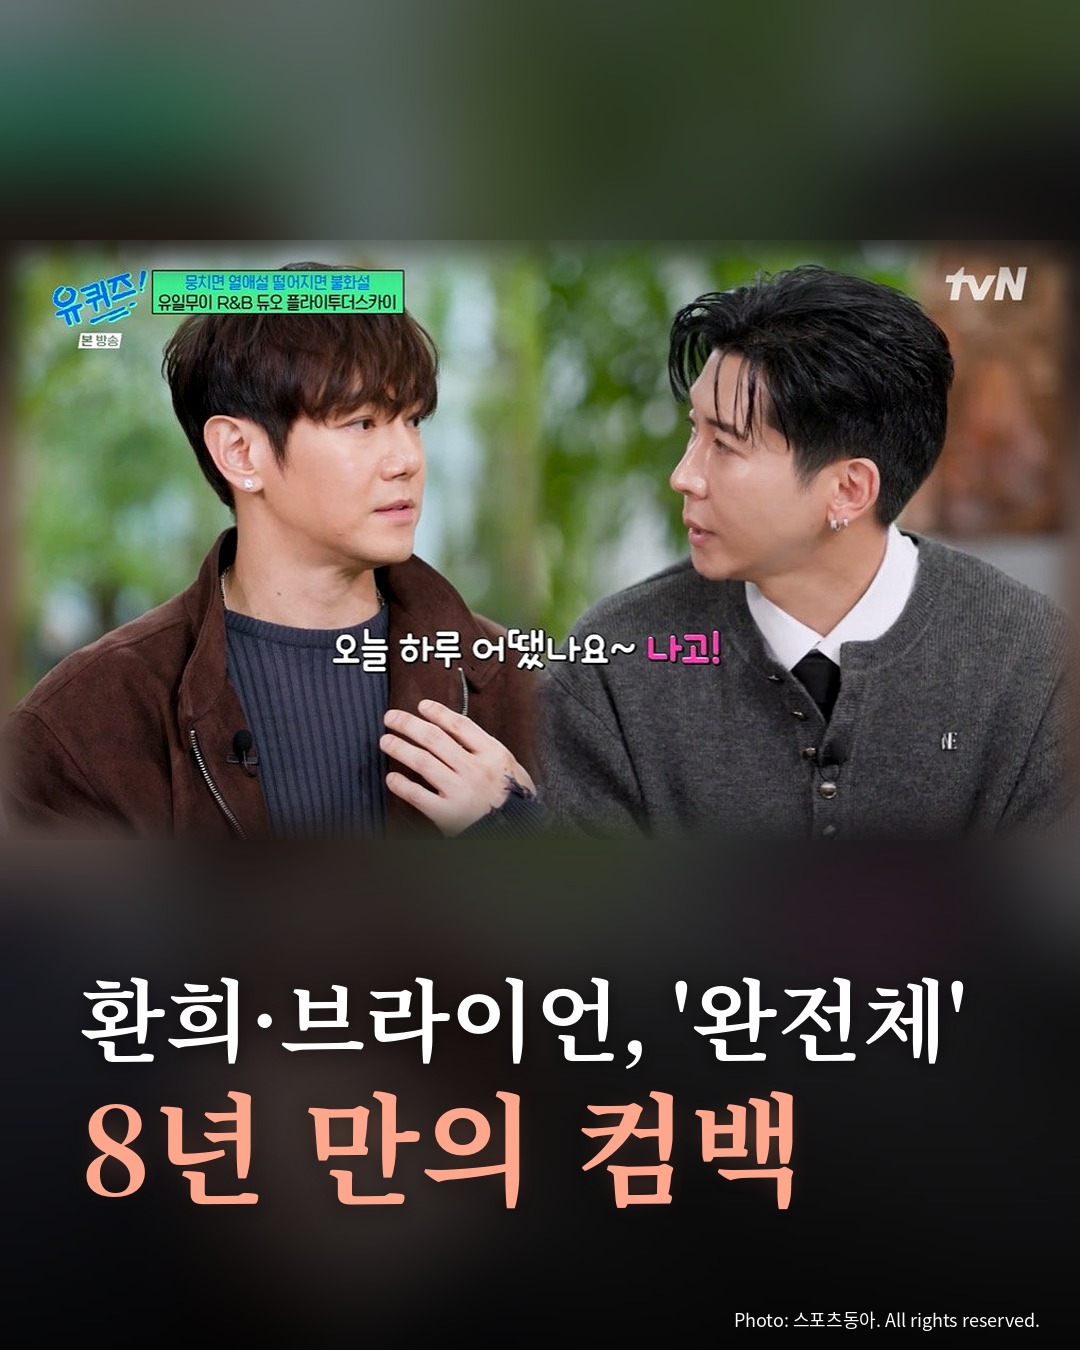 유퀴즈!
본 방송
뭉치면 열애설 떨어지면 불화설
유일무이 R&B 듀오 플라이투더스카이
tvN
오늘 하루 어땠나요~ 나고!
NE
환희·브라이언, '완전체'
8년 만의 컴백
Photo: 스포츠동아. All rights reserved.